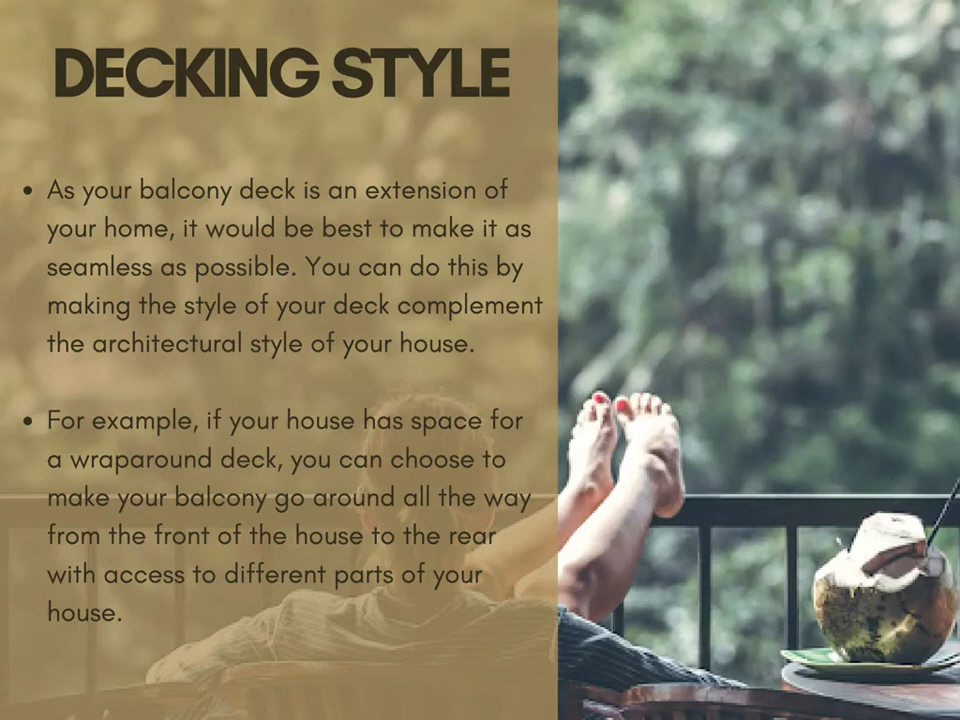 DECKING STYLE
• As your balcony deck is an extension of
your home, it would be best to make it as
seamless as possible. You can do this by
making the style of your deck complement
the architectural style of your house.
• For example, if your house has space for
a wraparound deck, you can choose to
make your balcony go around all the way
from the front of the house to the rear
with access to different parts of your
house.